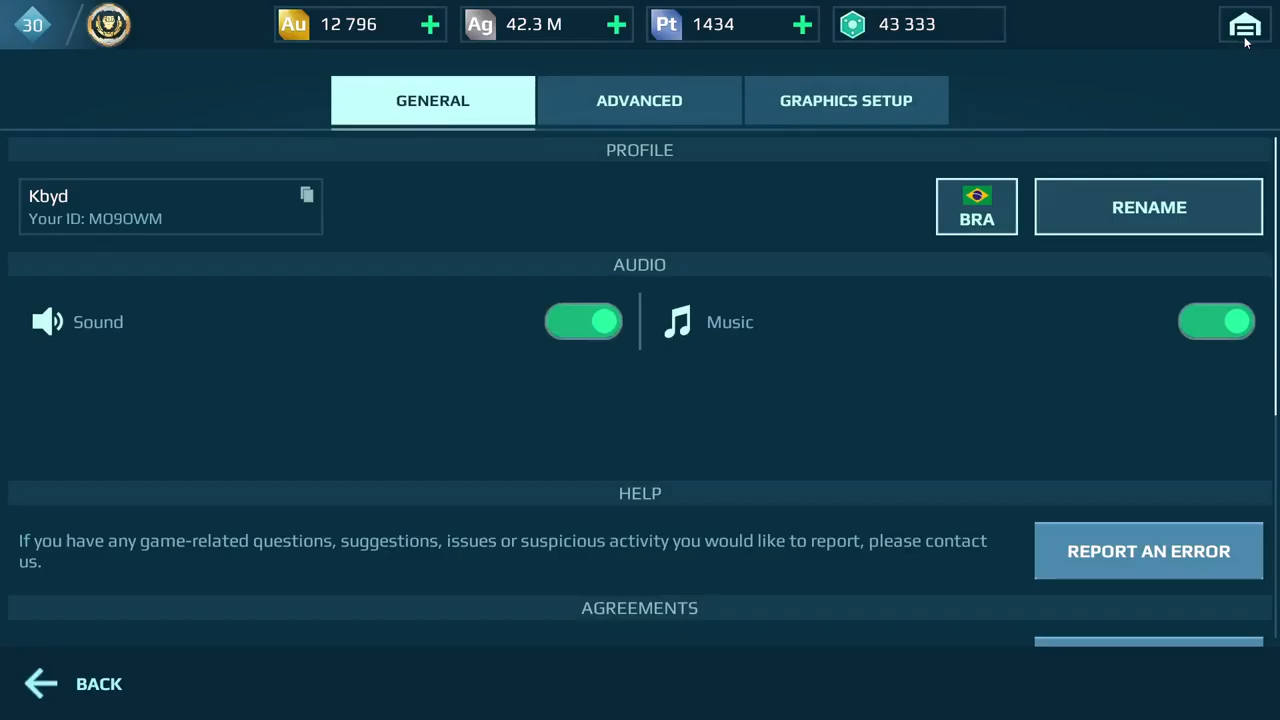 30
Au 12 796
Ag 42.3 M
Pt 1434
43 333
GENERAL
ADVANCED
GRAPHICS SETUP
PROFILE
Kbyd
Your ID: MO9OWM
BRA
RENAME
AUDIO
Sound
Music
HELP
If you have any game-related questions, suggestions, issues or suspicious activity you would like to report, please contact
us.
REPORT AN ERROR
AGREEMENTS
BACK